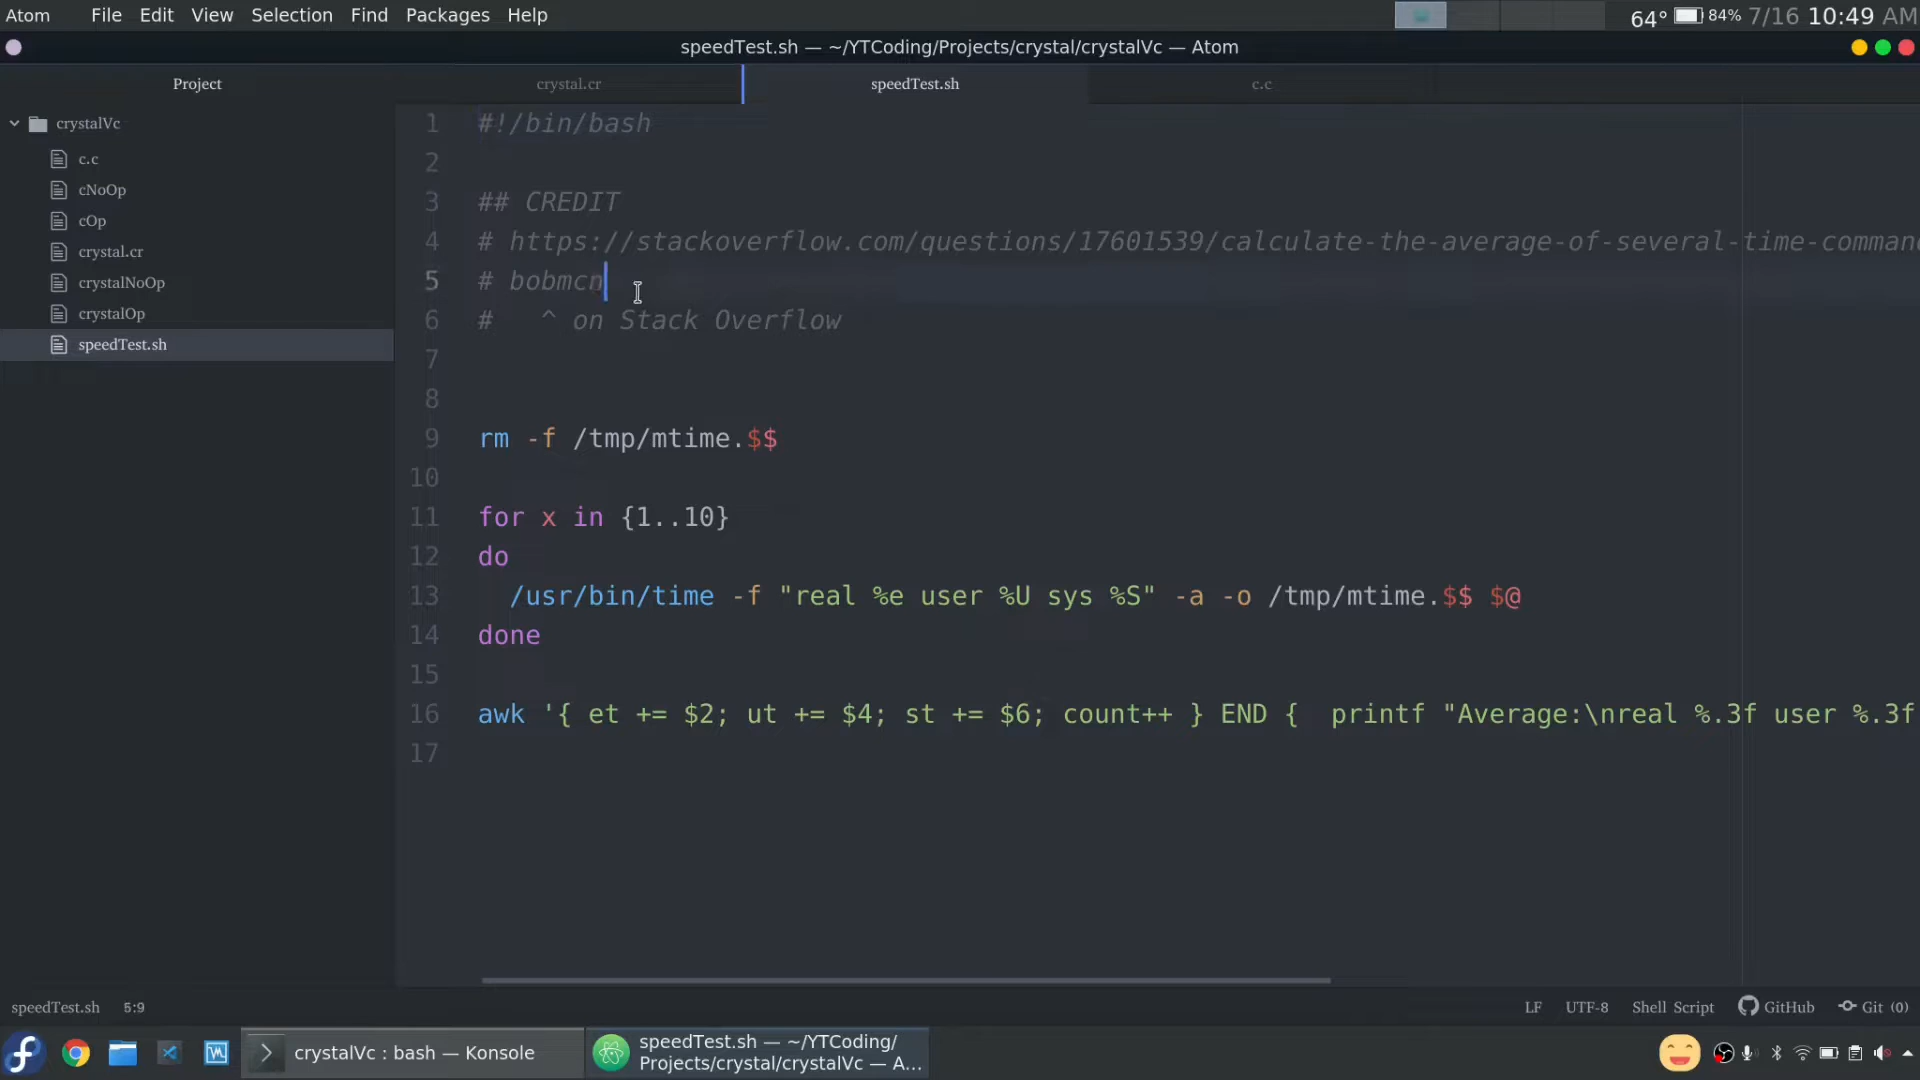 Atom File Edit View Selection Find Packages Help 64° 84% 7/16 10:49 AM
speedTest.sh — ~/YTCoding/Projects/crystal/crystalVc — Atom
Project crystal.cr speedTest.sh c.c
crystalVc
c.c
cNoOp
cOp
crystal.cr
crystalNoOp
crystalOp
speedTest.sh
1 #!/bin/bash
2
3 ## CREDIT
4 # https://stackoverflow.com/questions/17601539/calculate-the-average-of-several-time-comman
5 # bobmcn
6 #   ^ on Stack Overflow
7
8
9 rm -f /tmp/mtime.$$
10
11 for x in {1..10}
12 do
13   /usr/bin/time -f "real %e user %U sys %S" -a -o /tmp/mtime.$$ $@
14 done
15
16 awk '{ et += $2; ut += $4; st += $6; count++ } END {  printf "Average:\nreal %.3f user %.3f
17
speedTest.sh 5:9 LF UTF-8 Shell Script GitHub Git (0)
crystalVc : bash — Konsole
speedTest.sh — ~/YTCoding/
Projects/crystal/crystalVc — A...